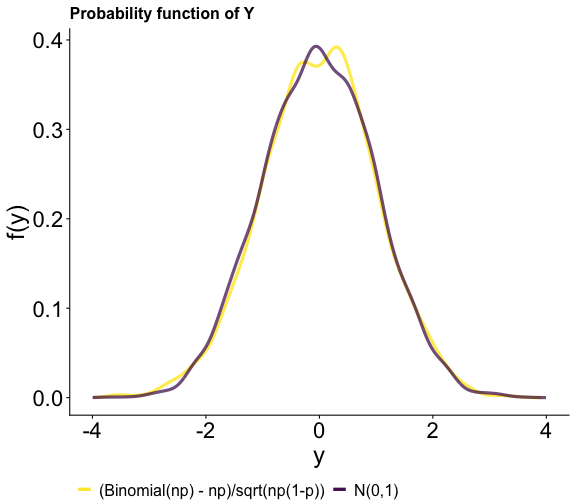 Probability function of Y
0.4
0.3
0.2
0.1
0.0
f(y)
-4 -2 0 2 4
y
(Binomial(np) - np)/sqrt(np(1-p)) N(0,1)